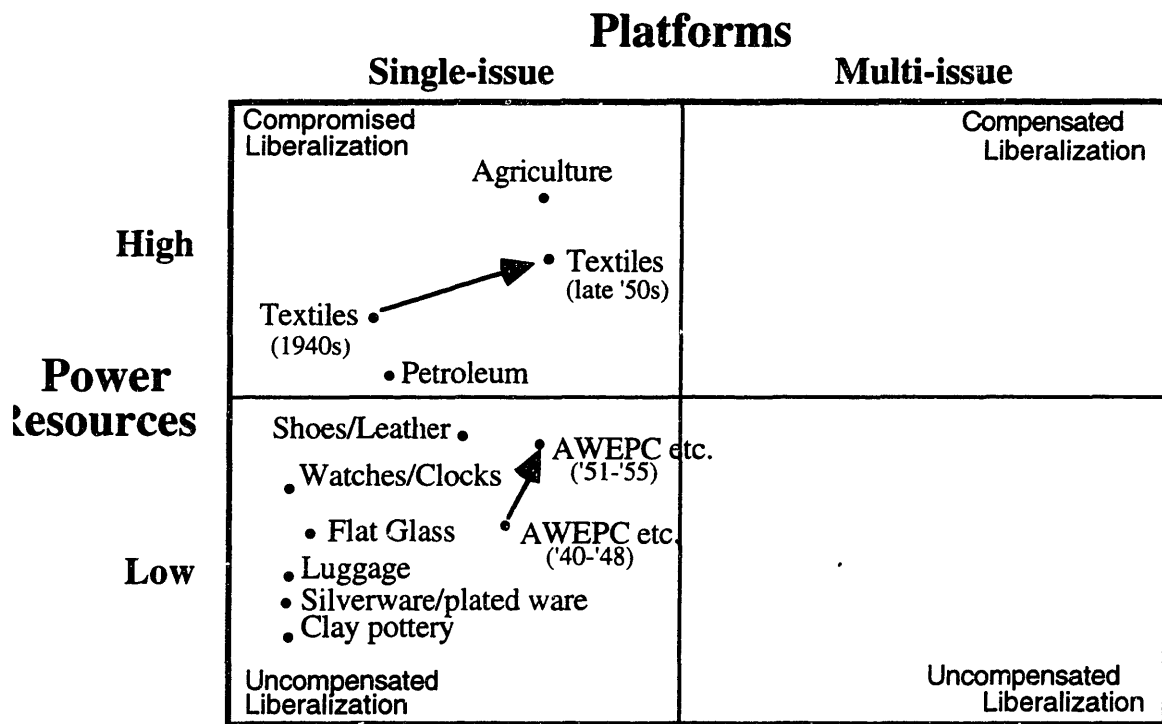 Platforms
Single-issue
Multi-issue
Compromised
Liberalization
Compensated
Liberalization
Agriculture
High
Textiles
(late '50s)
Textiles
(1940s)
Petroleum
Power
Resources
Shoes/Leather
AWEPC etc.
('51-'55)
Watches/Clocks
Flat Glass
AWEPC etc.
('40-'48)
Low
Luggage
Silverware/plated ware
Clay pottery
Uncompensated
Liberalization
Uncompensated
Liberalization